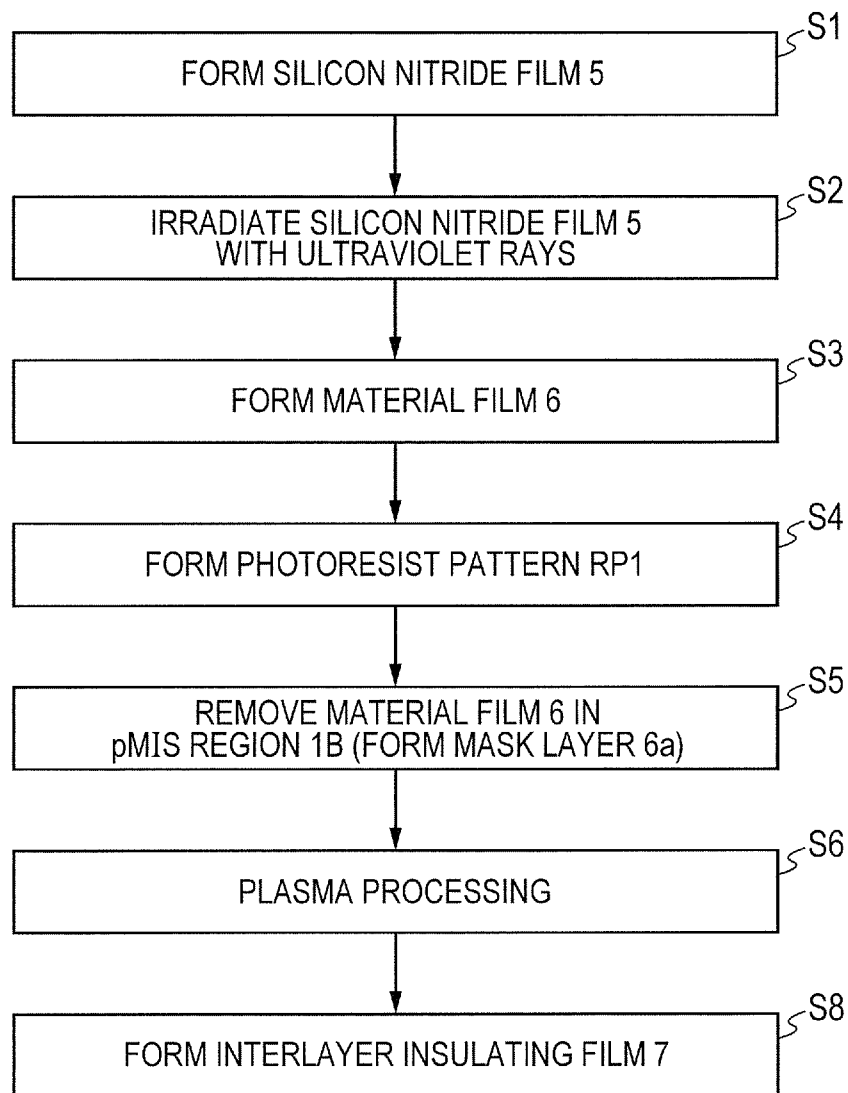 S1
FORM SILICON NITRIDE FILM 5
S2
IRRADIATE SILICON NITRIDE FILM 5
WITH ULTRAVIOLET RAYS
S3
FORM MATERIAL FILM 6
S4
FORM PHOTORESIST PATTERN RP1
S5
REMOVE MATERIAL FILM 6 IN
pMIS REGION 1B (FORM MASK LAYER 6a)
S6
PLASMA PROCESSING
S8
FORM INTERLAYER INSULATING FILM 7